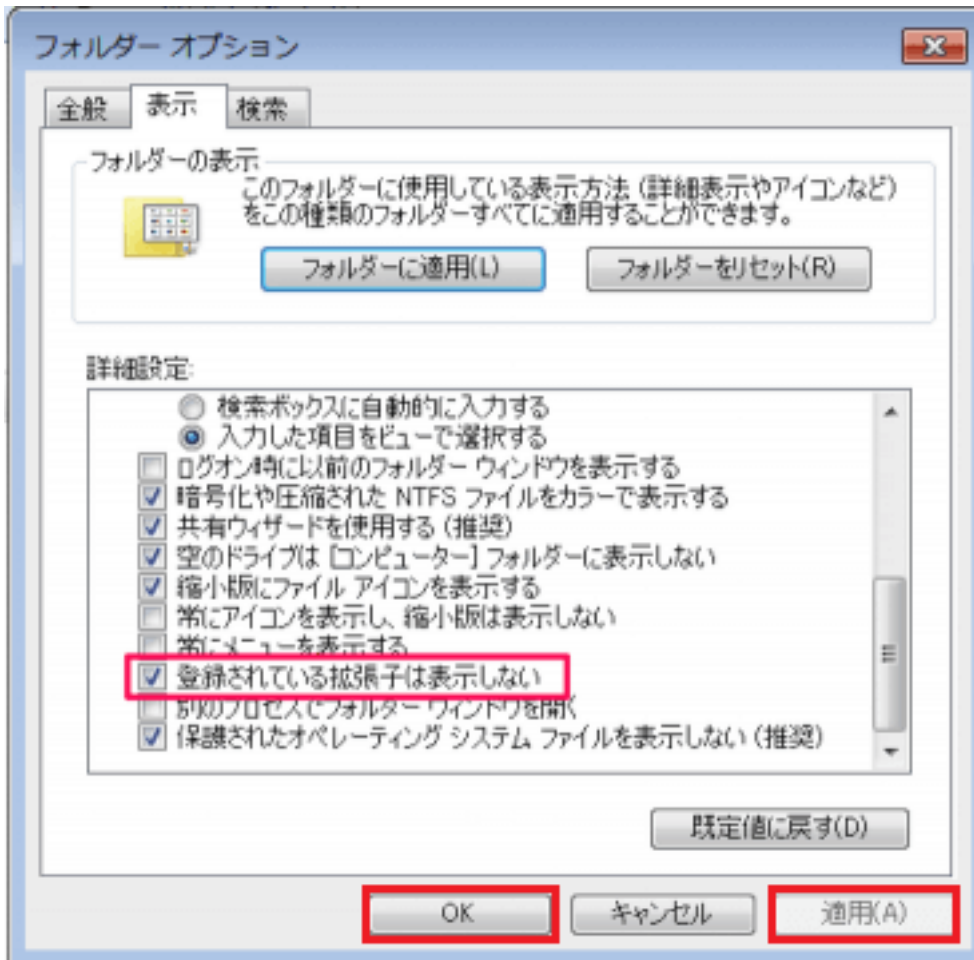 フォルダー オプション
全般 表示 検索
フォルダーの表示
このフォルダーに使用している表示方法 (詳細表示やアイコンなど)
をこの種類のフォルダーすべてに適用することができます。
フォルダーに適用(L) フォルダーをリセット(R)
詳細設定:
検索ボックスに自動的に入力する
入力した項目をビューで選択する
ログオン時に以前のフォルダー ウィンドウを表示する
暗号化や圧縮された NTFS ファイルをカラーで表示する
共有ウィザードを使用する (推奨)
空のドライブは [コンピューター] フォルダーに表示しない
縮小版にファイル アイコンを表示する
常にアイコンを表示し、縮小版は表示しない
常にメニューを表示する
登録されている拡張子は表示しない
別のプロセスでフォルダー ウィンドウを開く
保護されたオペレーティング システム ファイルを表示しない (推奨)
既定値に戻す(D)
OK キャンセル 適用(A)